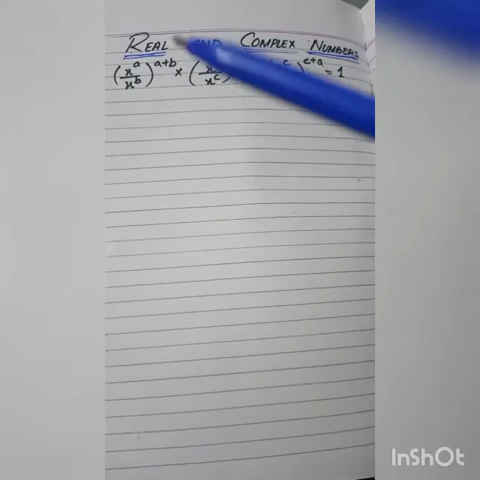 REAL COMPLEX NUMBERS
(x^a/x^b)^{a+b} × ( /x^c) )^{c+a} = 1
InShOt